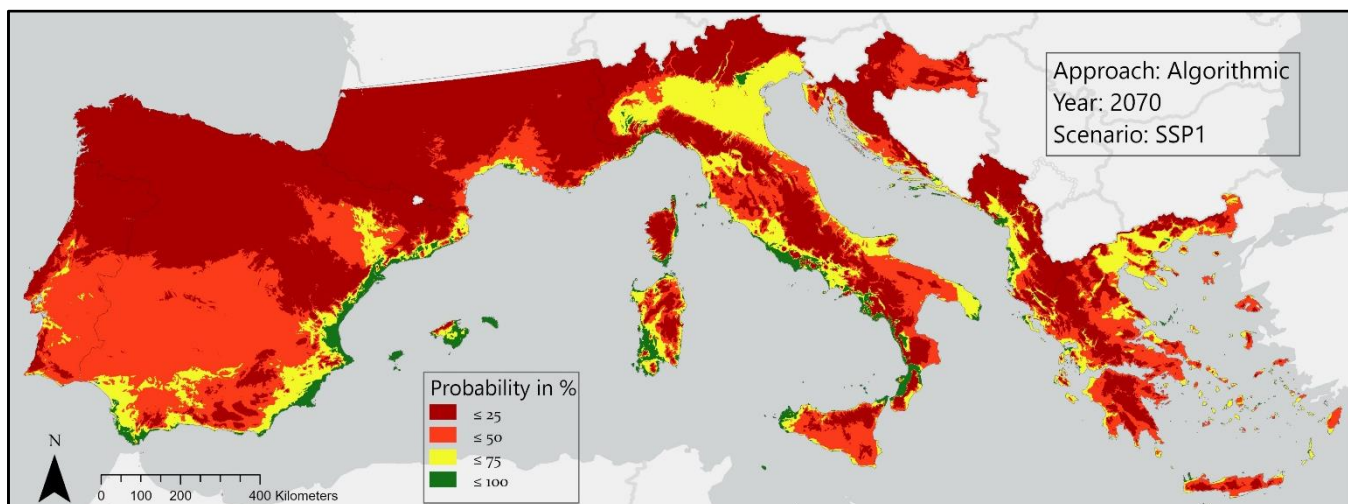 Approach: Algorithmic
Year: 2070
Scenario: SSP1
Probability in %
≤ 25
≤ 50
≤ 75
≤ 100
N
0 100 200 400 Kilometers